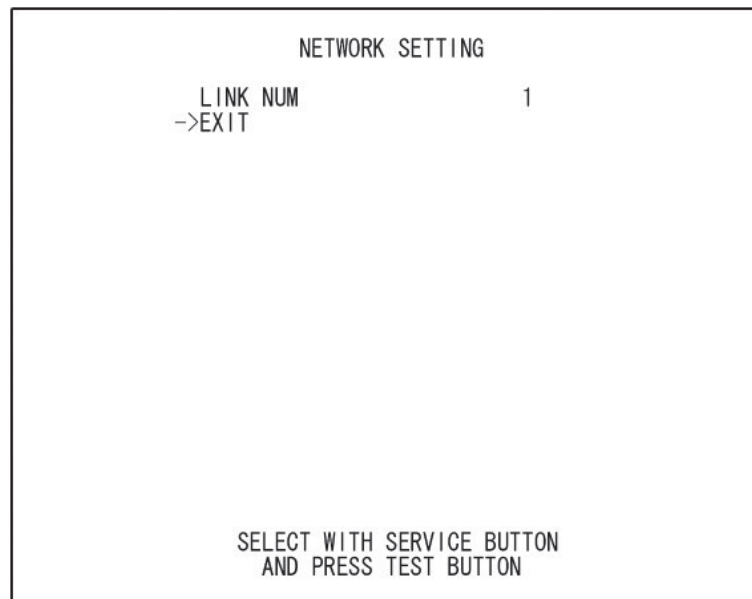 NETWORK SETTING
LINK NUM 1
->EXIT
SELECT WITH SERVICE BUTTON
AND PRESS TEST BUTTON